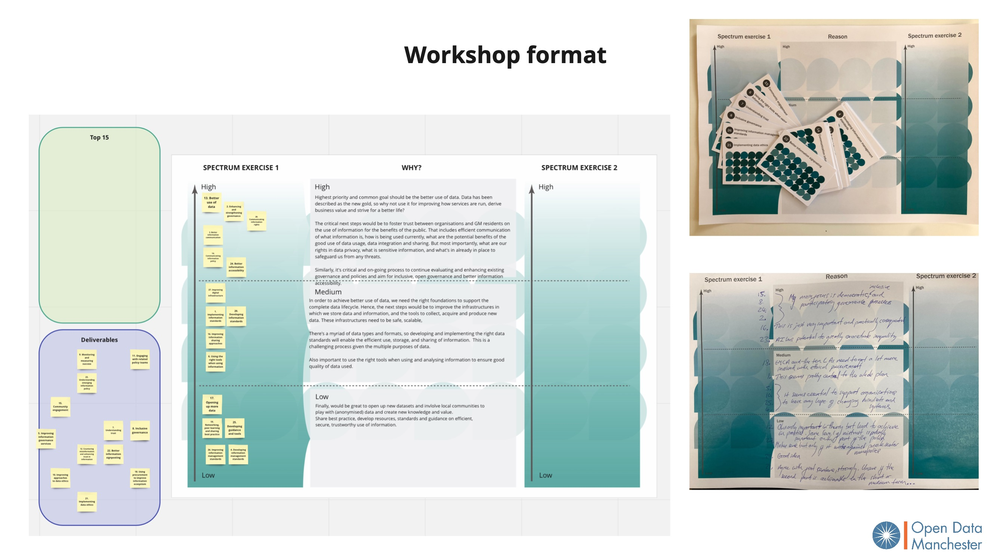 Workshop format
Top 15
Deliverables
9. Monitoring
and
measuring
success
11. Engaging
with related
policy teams
23.
Understanding
emerging
information
policy
15.
Community
engagement
5. Improving
information
governance
services
7.
Understanding
trust
8. Inclusive
governance
12. Countering
misinformation
and enhancing
trust in
information
22. Better
information
signposting
10. Improving
approaches
to data ethics
18. Using
procurement
to improve
information
ecosystem
21.
Implementing
data ethics
SPECTRUM EXERCISE 1
High
13. Better
use of
data
2. Enhancing
and
strengthening
governance
28.
Communicating
information
rights
3. Better
information
communication
14.
Communicating
information
policy
24. Better
information
accessibility
27. Improving
digital
infrastructure
1.
Implementing
information
standards
20.
Developing
information
standards
16. Improving
information
sharing
approaches
6. Using the
right tools
when using
information
17.
Opening
up more
data
19.
Networking,
peer learning
and sharing
best practice
25.
Developing
guidance
and tools
26. Improving
information
management
standards
4. Developing
information
management
standards
Low
WHY?
High
Highest priority and common goal should be the better use of data. Data has been
described as the new gold, so why not use it for improving how services are run, derive
business value and strive for a better life?
The critical next steps would be to foster trust between organisations and GM residents on
the use of information for the benefits of the public. That includes efficient communication
of what information is, how is being used currently, what are the potential benefits of the
good use of data usage, data integration and sharing. But most importantly, what are our
rights in data privacy, what is sensitive information, and what's in already in place to
safeguard us from any threats.
Similarly, it's critical and on-going process to continue evaluating and enhancing existing
governance and policies and aim for inclusive, open governance and better information
accessibility.
Medium
In order to achieve better use of data, we need the right foundations to support the
complete data lifecycle. Hence, the next steps would be to improve the infrastructures in
which we store data and information, and the tools to collect, acquire and produce new
data. These infrastructures need to be safe, scalable,
There's a myriad of data types and formats, so developing and implementing the right data
standards will enable the efficient use, storage, and sharing of information. This is a
challenging process given the multiple purposes of data.
Also important to use the right tools when using and analysing information to ensure good
quality of data used.
Low
Finally, would be great to open up new datasets and invlolve local communities to
play with (anonymised) data and create new knowledge and value.
Share best practice, develop resources, standards and guidance on efficient,
secure, trustworthy use of information.
SPECTRUM EXERCISE 2
High
Low
Spectrum exercise 1
Reason
Spectrum exercise 2
High
High
High
dium
15 Community engagement
6 Using the right tools when using
information
7 Understanding trust
8 Inclusive governance
26 Improving information managem
standards
21 Implementing data ethics
22 Better information signposting
14 Communication infor
4 Developing information management
standards
Spectrum exercise 1
Reason
Spectrum exercise 2
High
High
High
inclusive
15. My main focus is democratic, and
8. participatory governance processes
24.
2.
16. This is just very important and practically consequential
23. AI has potential to greatly exacerbate inequality
Medium
18. GMCA and the ten LAs need to get a lot more
involved with ethical procurement
1. This seems pretty central to the whole plan
5. It seems essential to support organisations
10. to have any hope of changing mindsets and
25. systems
4.
Low
12. Obviously important in theory but hard to achieve
in practice. Some level of mistrust is
important on the part of the public
Makes sense but only if it works against private
monopolies
Good idea
Agree with first sentence, strongly. Unsure if the
second part is achievable in the short or
medium term...
Open Data
Manchester